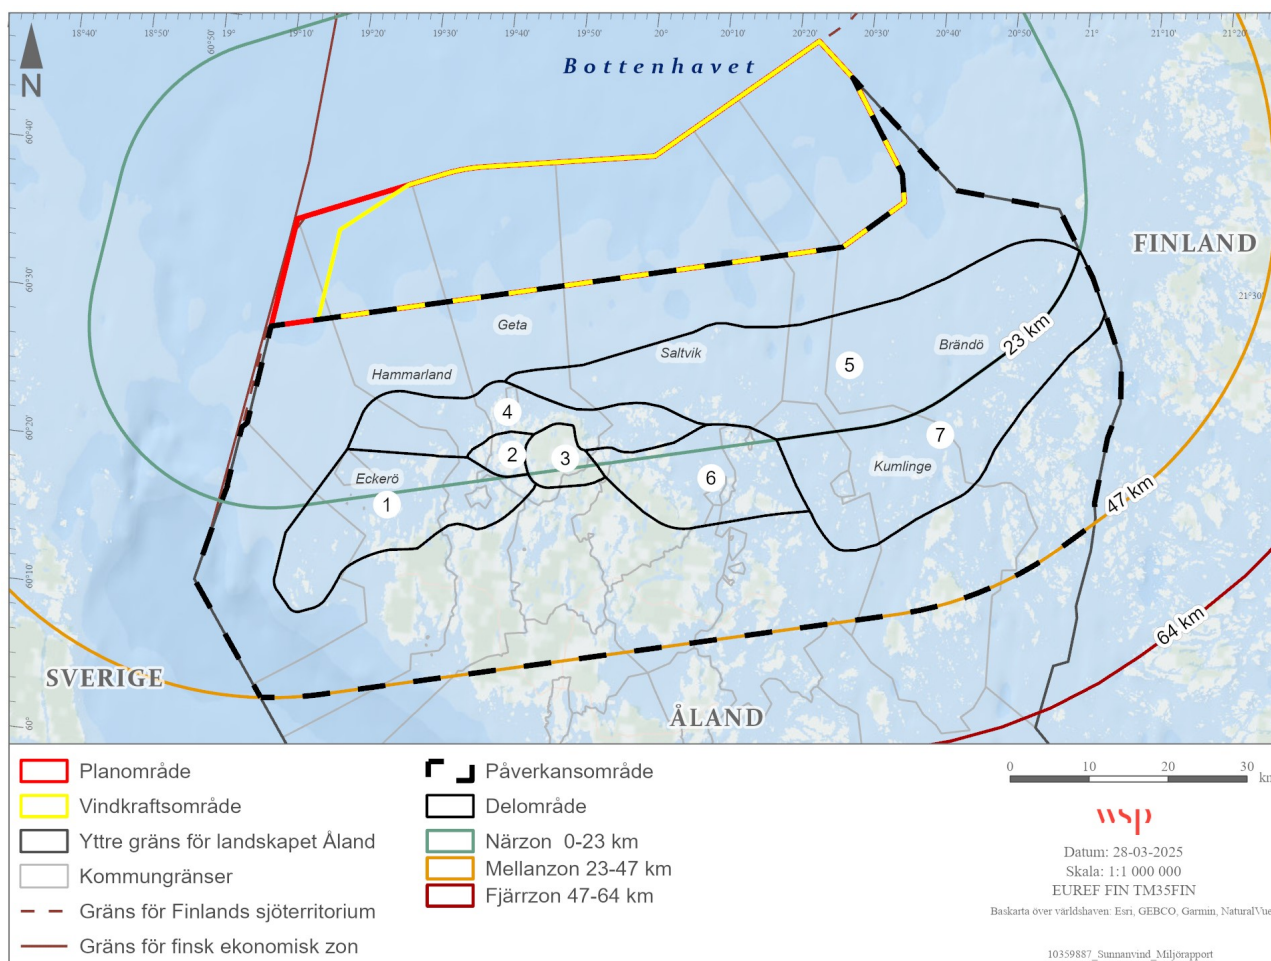 18°40'
18°50'
19°
19°10'
19°20'
19°30'
19°40'
19°50'
20°
20°10'
20°20'
20°30'
20°40'
20°50'
21°
21°10'
21°20'
60°50'
N
Bottenhavet
60°40'
FINLAND
60°30'
21°30'
Geta
Saltvik
Brändö
23 km
Hammarland
5
4
60°20'
2
3
7
Kumlinge
Eckerö
6
1
47 km
60°10'
64 km
SVERIGE
ÅLAND
60°
Planområde
Vindkraftsområde
Yttre gräns för landskapet Åland
Kommungränser
Gräns för Finlands sjöterritorium
Gräns för finsk ekonomisk zon
Påverkansområde
Delområde
Närzon 0-23 km
Mellanzon 23-47 km
Fjärrzon 47-64 km
0 10 20 30
km
wsp
Datum: 28-03-2025
Skala: 1:1 000 000
EUREF FIN TM35FIN
Baskarta över världshaven: Esri, GEBCO, Garmin, NaturalVue
10359887_Sunnanvind_Miljörapport